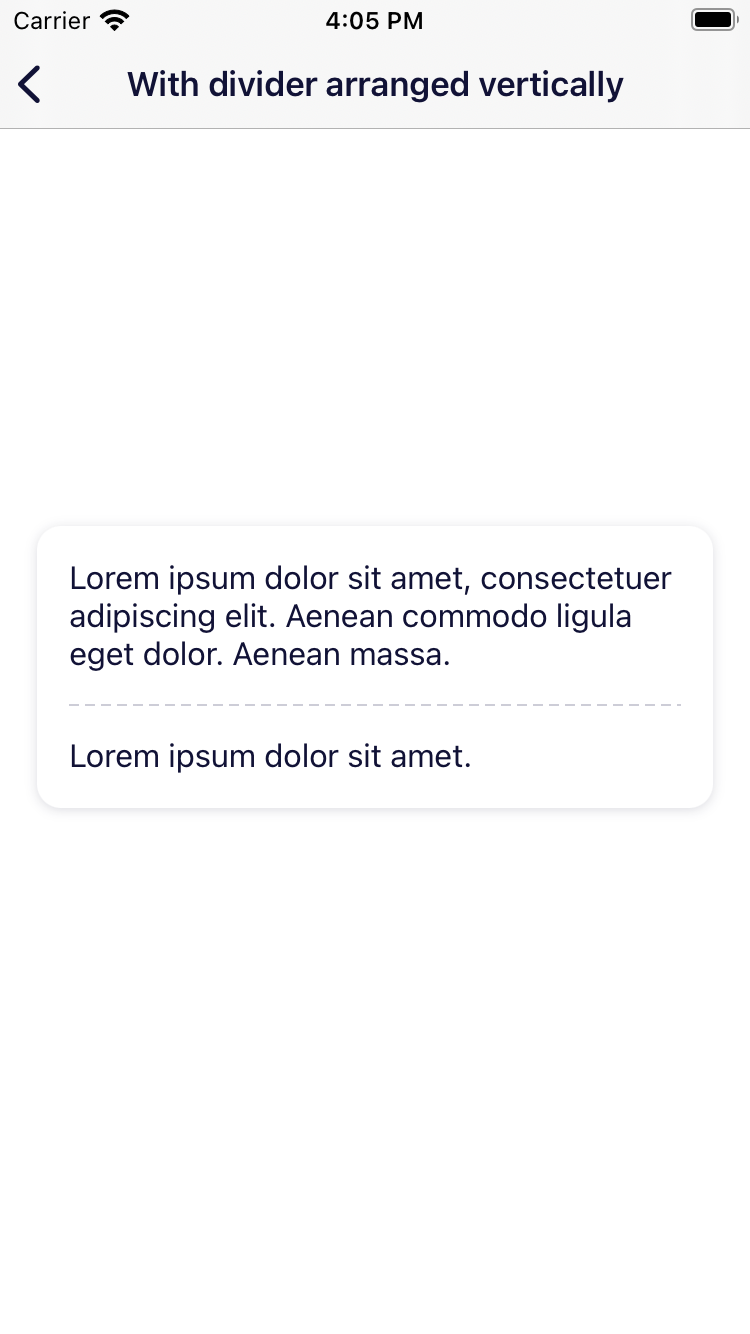 Carrier 4:05 PM
With divider arranged vertically
Lorem ipsum dolor sit amet, consectetuer
adipiscing elit. Aenean commodo ligula
eget dolor. Aenean massa.
Lorem ipsum dolor sit amet.